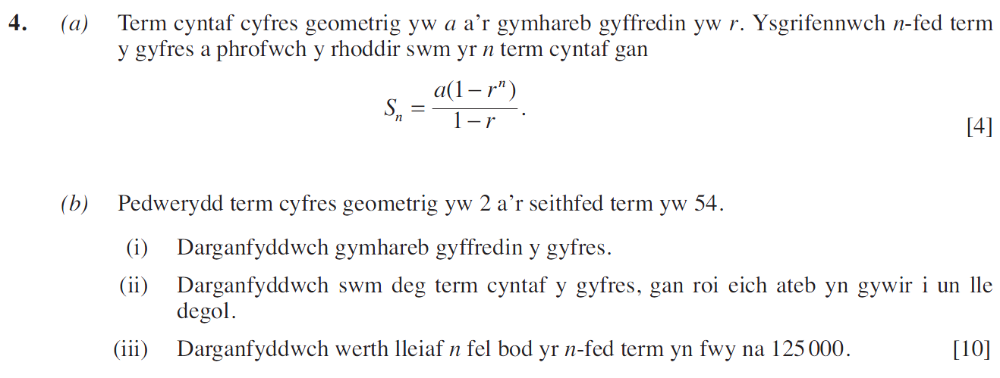 4. (a) Term cyntaf cyfres geometrig yw a a’r gymhareb gyffredin yw r. Ysgrifennwch n-fed term
y gyfres a phrofwch y rhoddir swm yr n term cyntaf gan
Sₙ = a(1 – rⁿ) / (1 – r).
[4]
(b) Pedwerydd term cyfres geometrig yw 2 a’r seithfed term yw 54.
(i) Darganfyddwch gymhareb gyffredin y gyfres.
(ii) Darganfyddwch swm deg term cyntaf y gyfres, gan roi eich ateb yn gywir i un lle
degol.
(iii) Darganfyddwch werth lleiaf n fel bod yr n-fed term yn fwy na 125 000. [10]